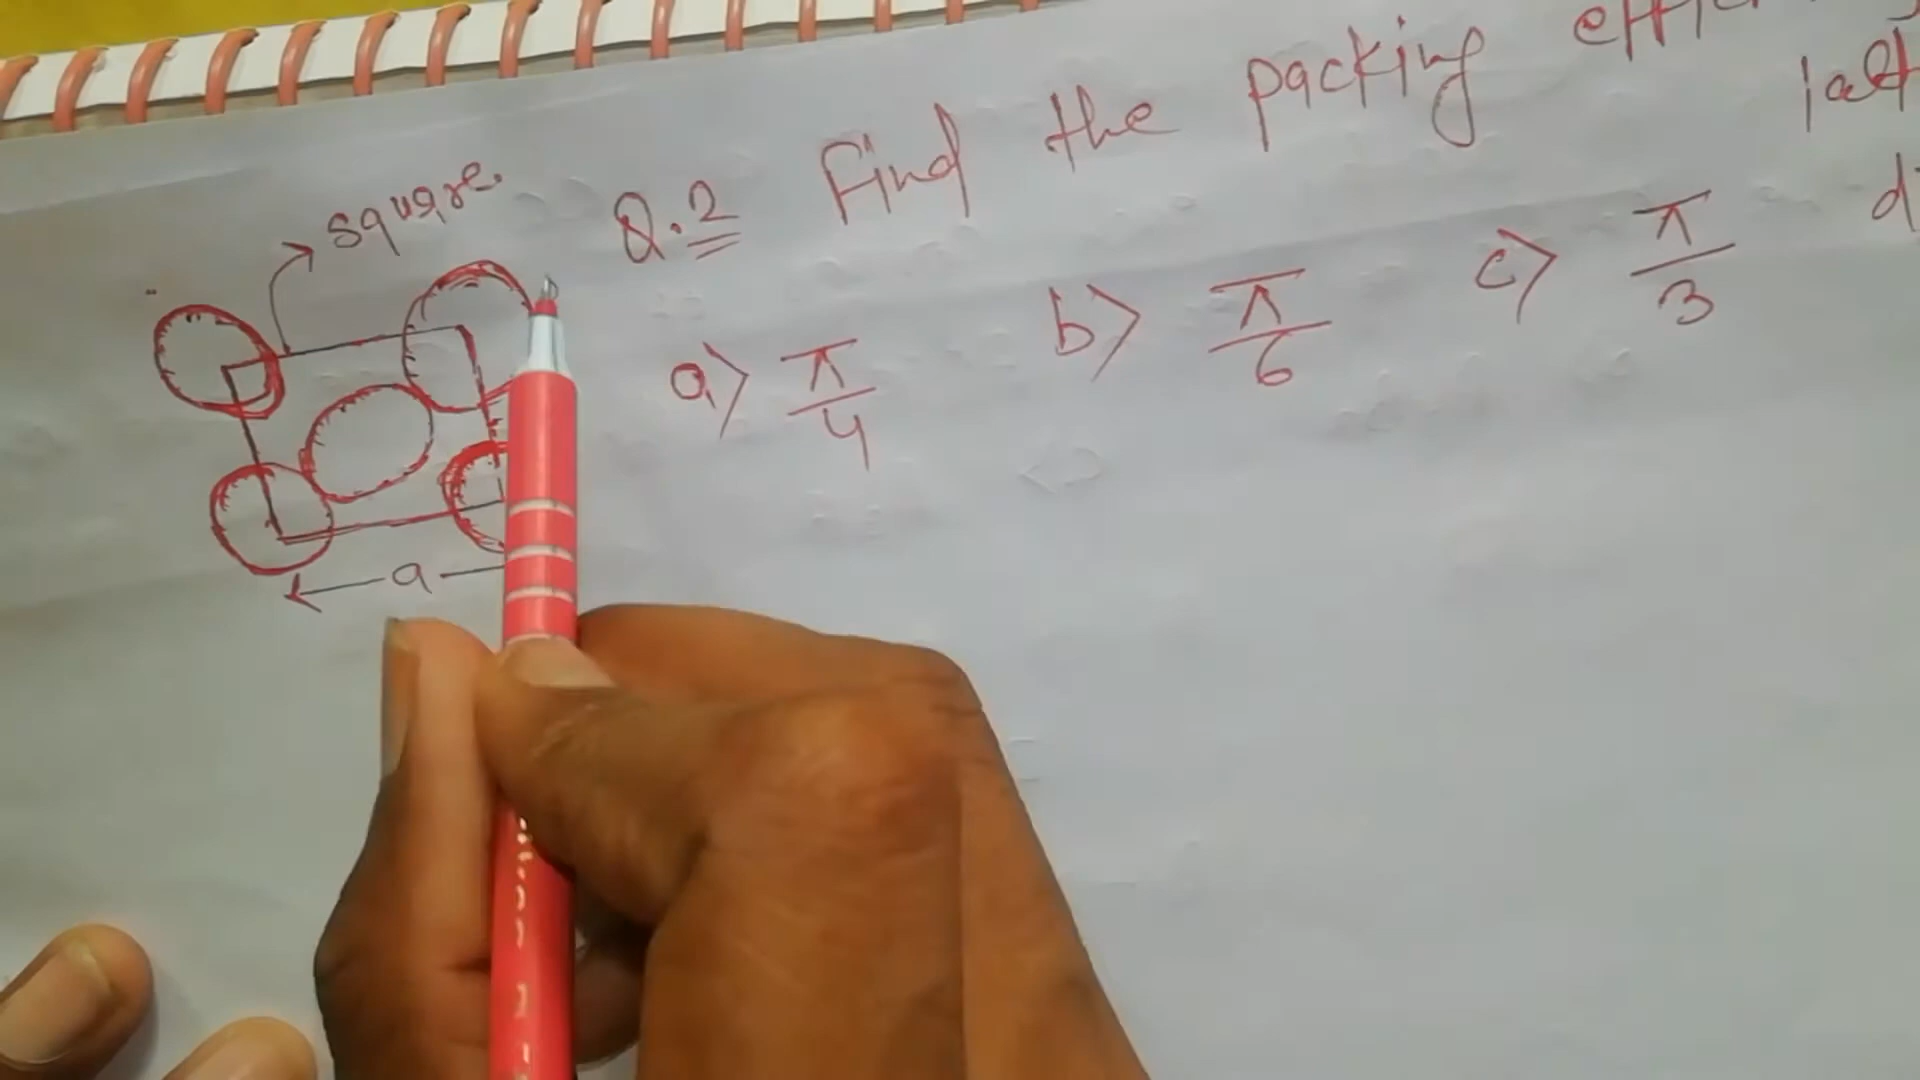 square.
Q.2 Find the packing
a) π/4 b) π/6 c) π/3
a